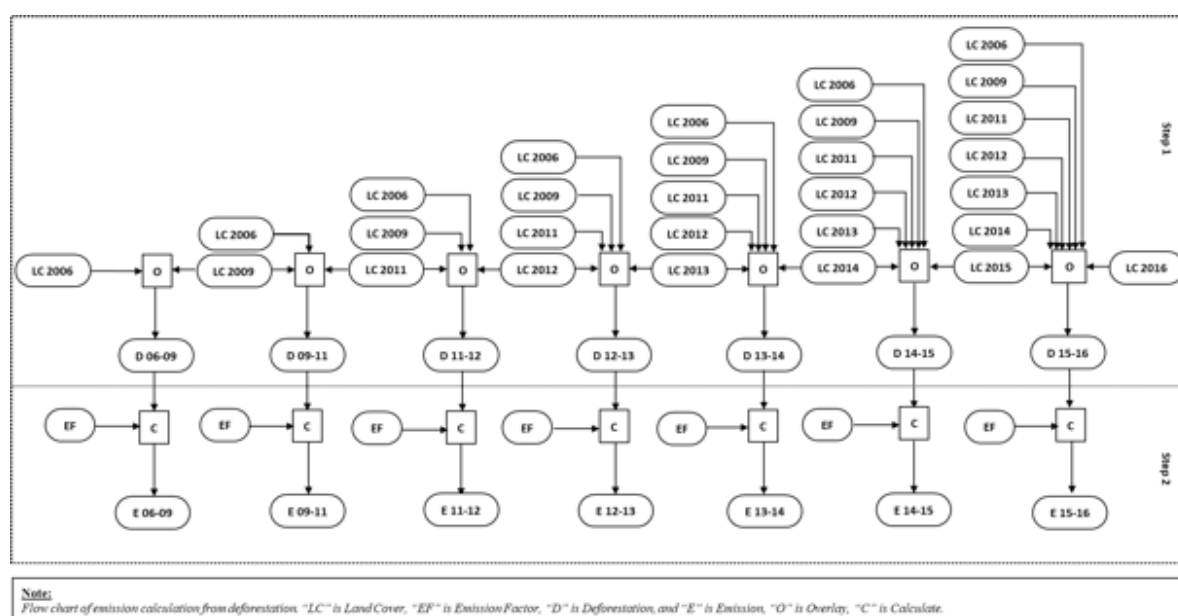 LC 2006
LC 2006 LC 2009
LC 2006 LC 2009 LC 2011
LC 2006 LC 2009 LC 2011 LC 2012
LC 2006 LC 2009 LC 2011 LC 2012 LC 2013
LC 2006 LC 2009 LC 2011 LC 2012 LC 2013 LC 2014
LC 2006 O LC 2009 O LC 2011 O LC 2012 O LC 2013 O LC 2014 O LC 2015 O LC 2016
Step 1
D 06-09 D 09-11 D 11-12 D 12-13 D 13-14 D 14-15 D 15-16
EF C EF C EF C EF C EF C EF C EF C
Step 2
E 06-09 E 09-11 E 11-12 E 12-13 E 13-14 E 14-15 E 15-16
Note:
Flow chart of emission calculation from deforestation. “LC” is Land Cover, “EF” is Emission Factor, “D” is Deforestation, and “E” is Emission, “O” is Overlay, “C” is Calculate.